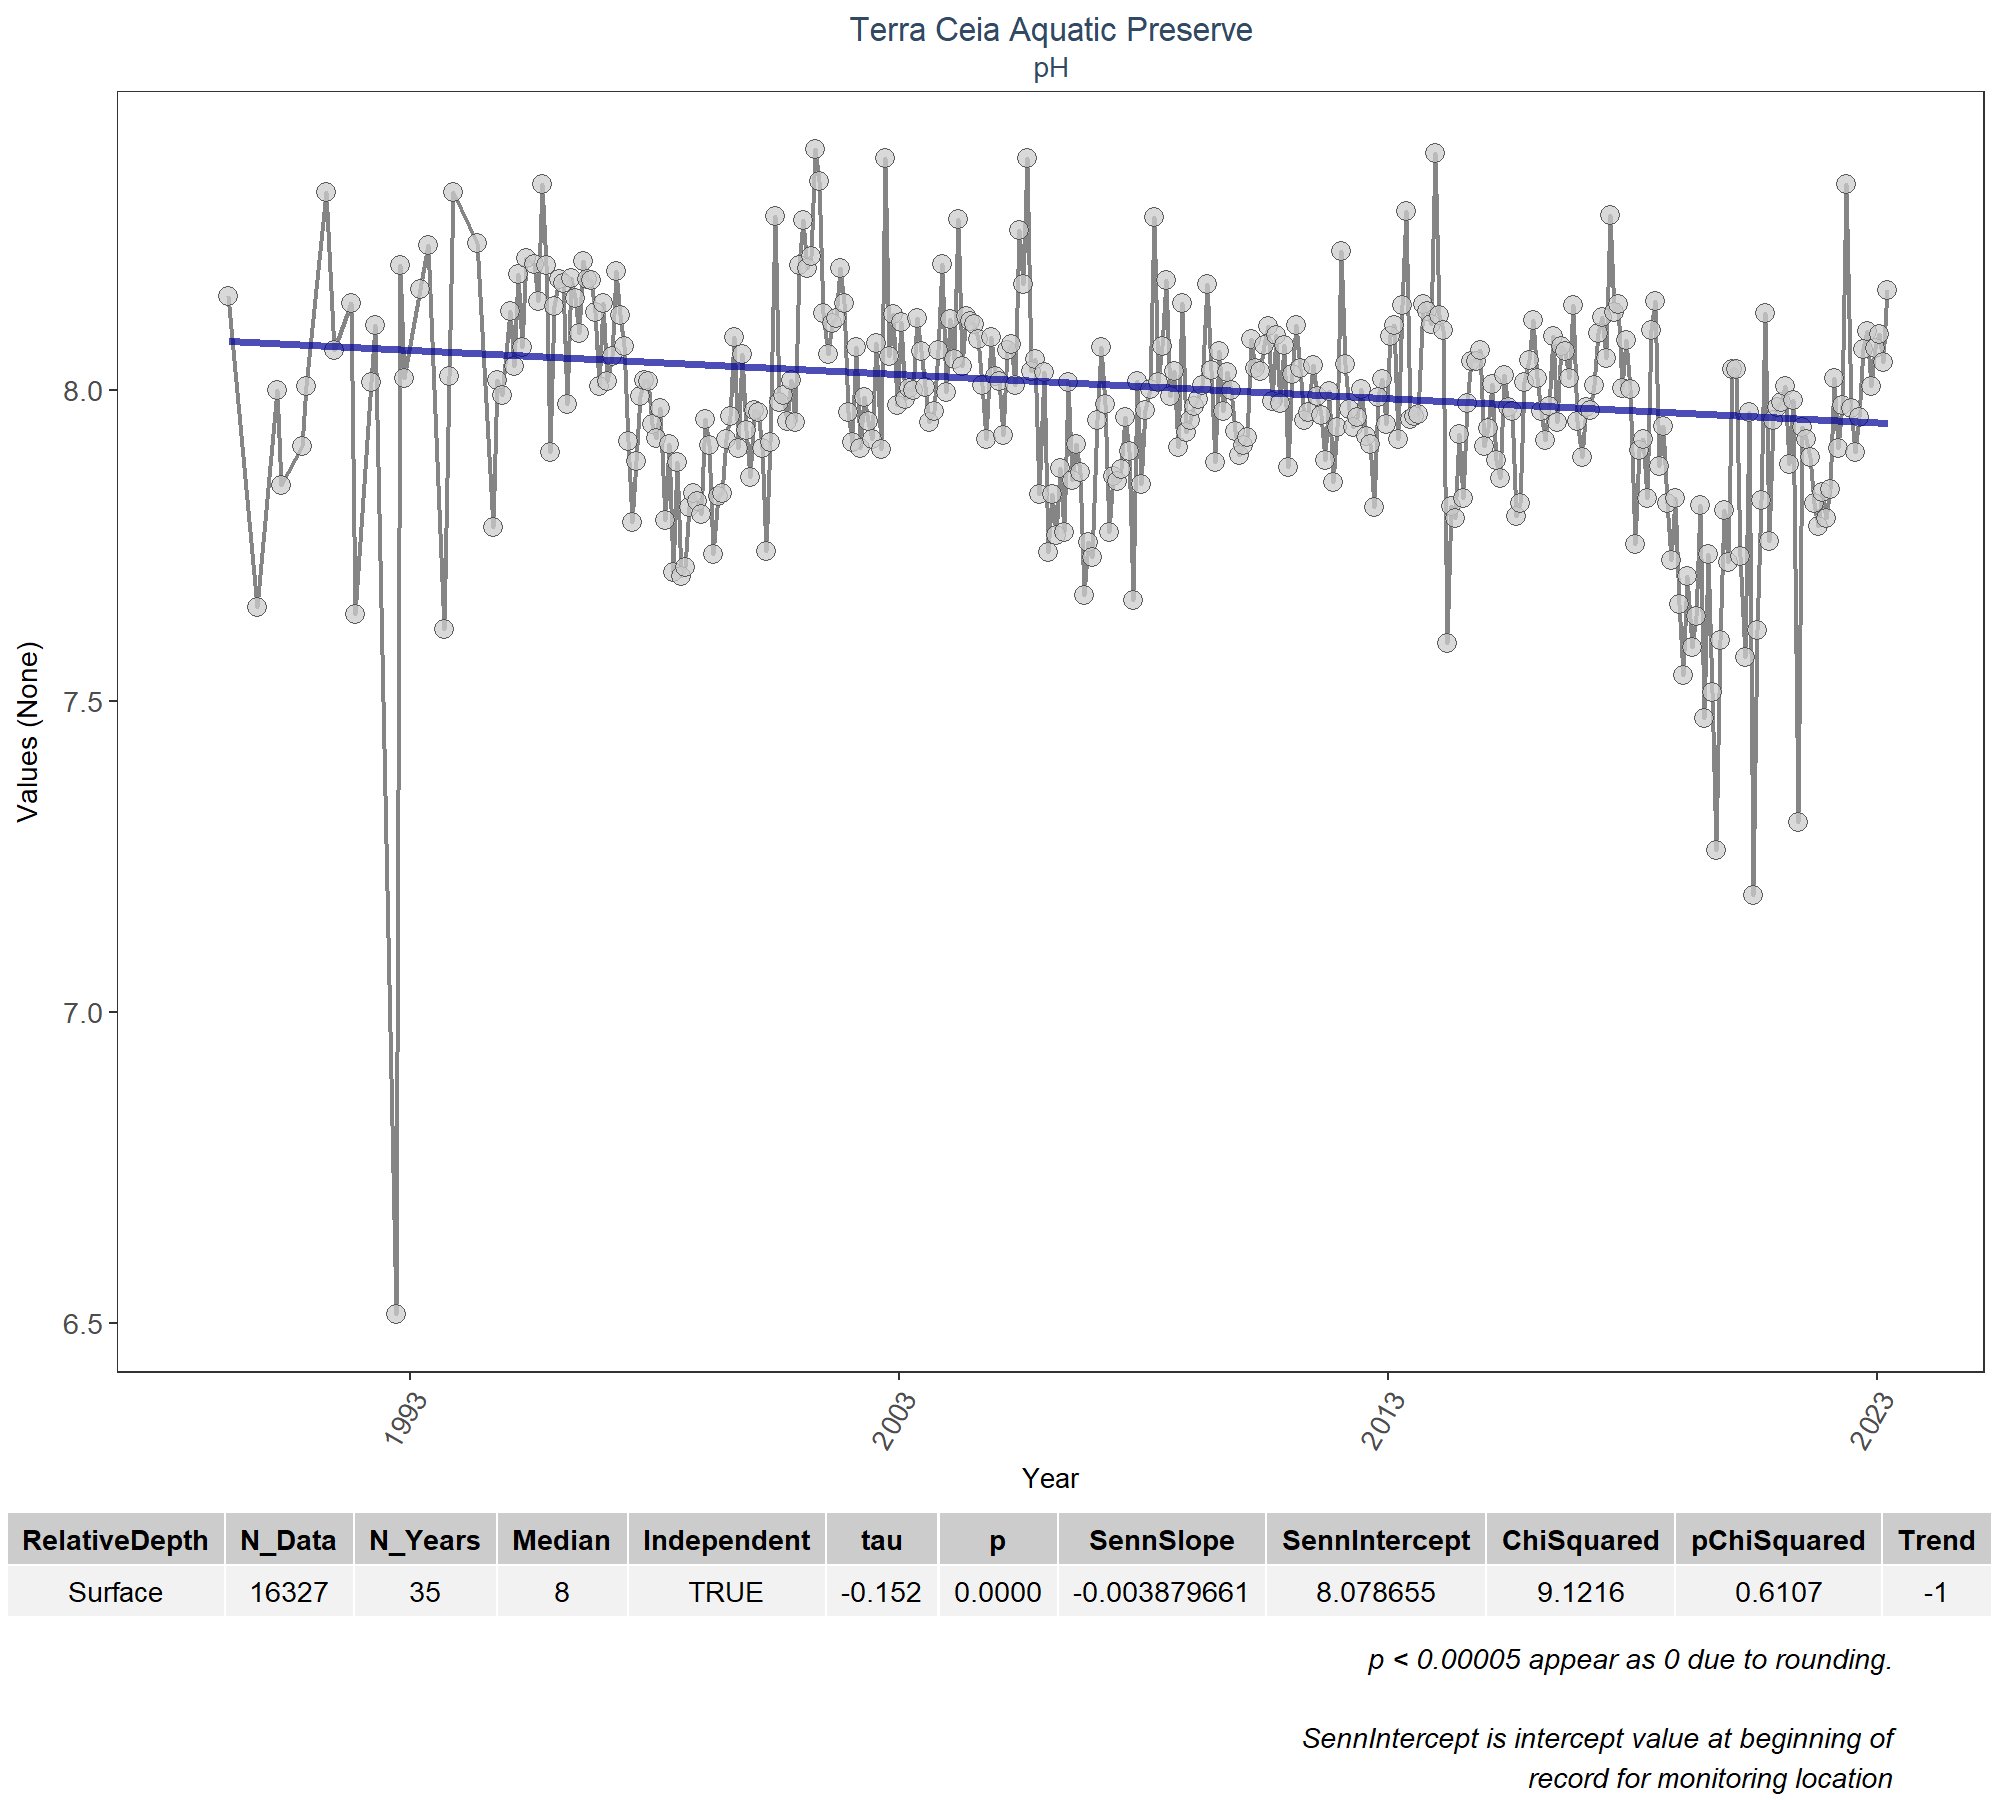 Terra Ceia Aquatic Preserve
pH
Values (None)
8.0
7.5
7.0
6.5
1993 2003 2013 2023
Year
RelativeDepth N_Data N_Years Median Independent tau p SennSlope SennIntercept ChiSquared pChiSquared Trend
Surface 16327 35 8 TRUE -0.152 0.0000 -0.003879661 8.078655 9.1216 0.6107 -1
p < 0.00005 appear as 0 due to rounding.
SennIntercept is intercept value at beginning of
record for monitoring location